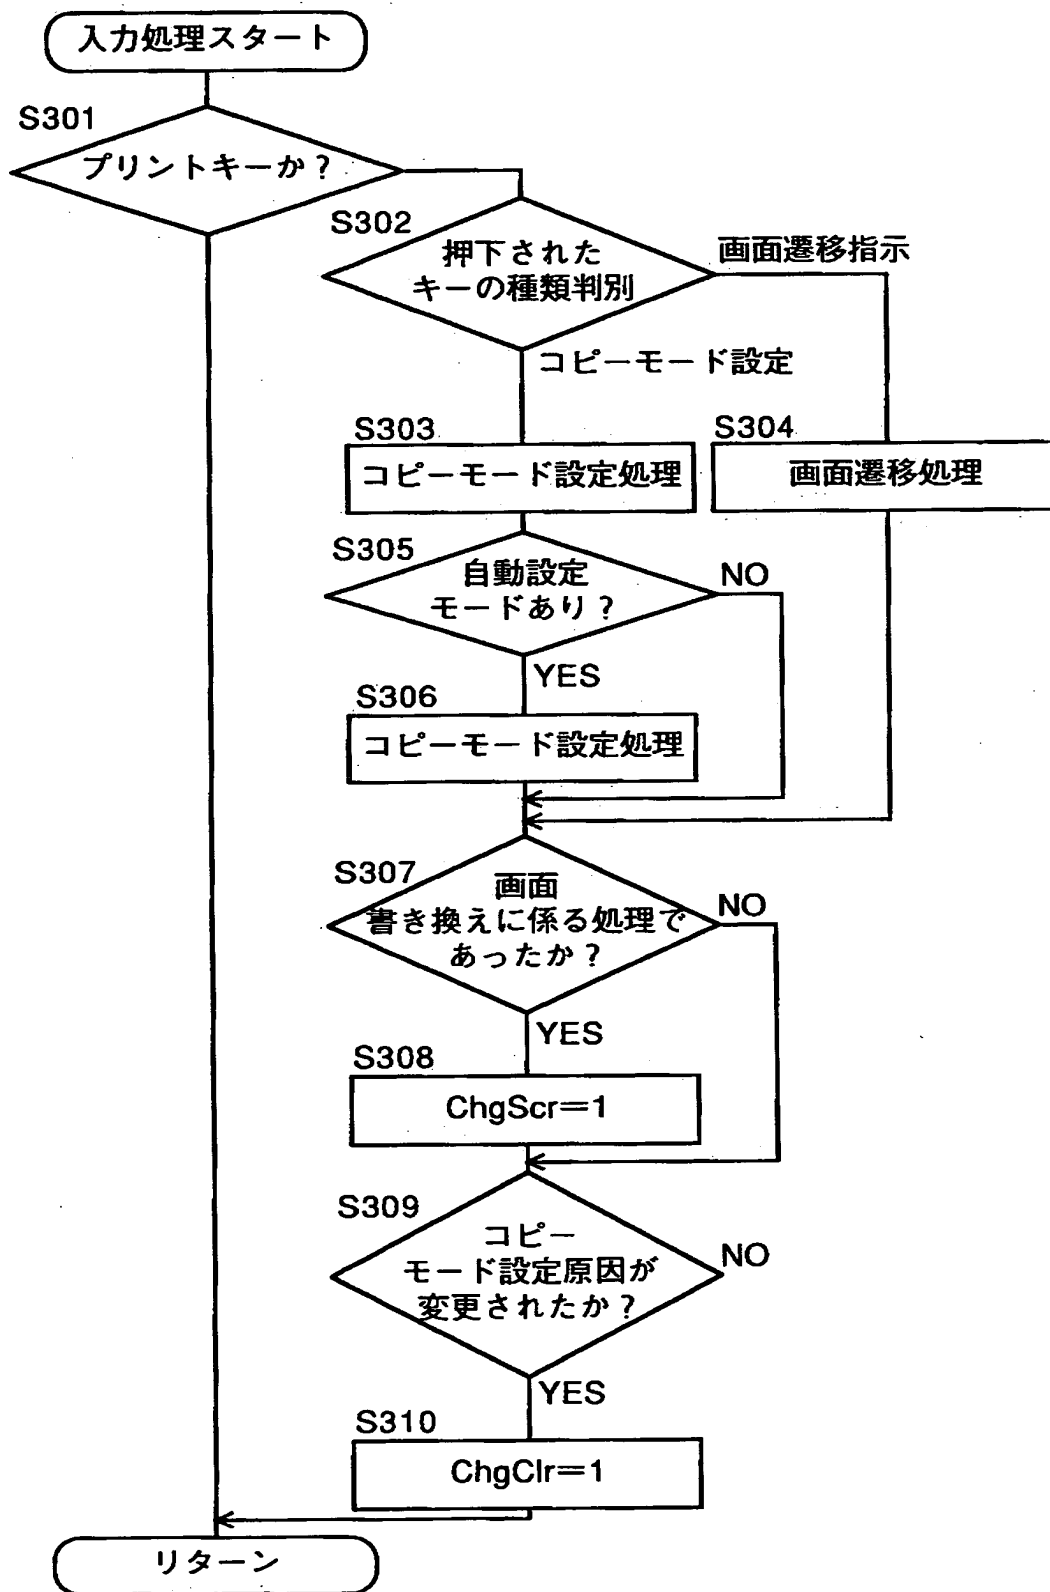 入力処理スタート
S301
プリントキーか?
S302
押下された
キーの種類判別
画面遷移指示
コピーモード設定
S303
コピーモード設定処理
S304
画面遷移処理
S305
自動設定
モードあり?
NO
YES
S306
コピーモード設定処理
S307
画面
書き換えに係る処理で
あったか?
NO
YES
S308
ChgScr=1
S309
コピー
モード設定原因が
変更されたか?
NO
YES
S310
ChgClr=1
リターン